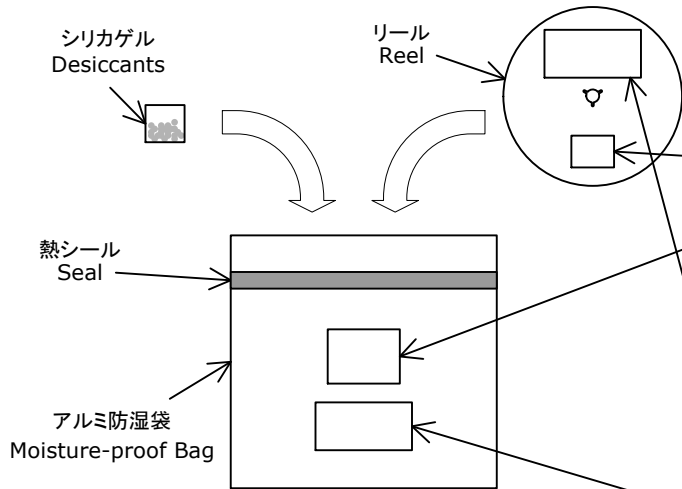 シリカゲル
Desiccants
リール
Reel
熱シール
Seal
アルミ防湿袋
Moisture-proof Bag